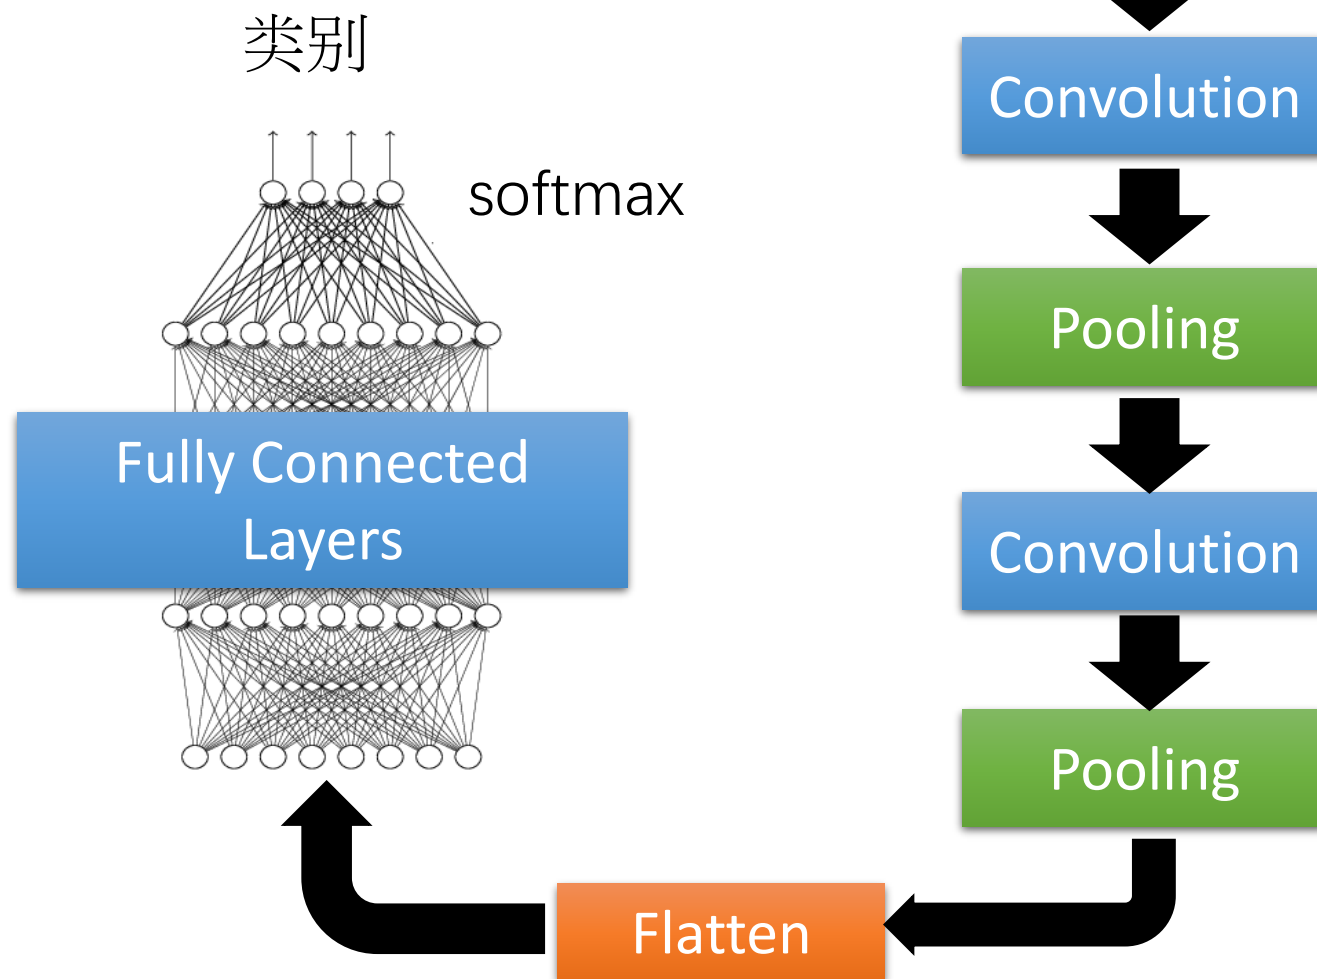 类别
softmax
Fully Connected
Layers
Convolution
Pooling
Convolution
Pooling
Flatten